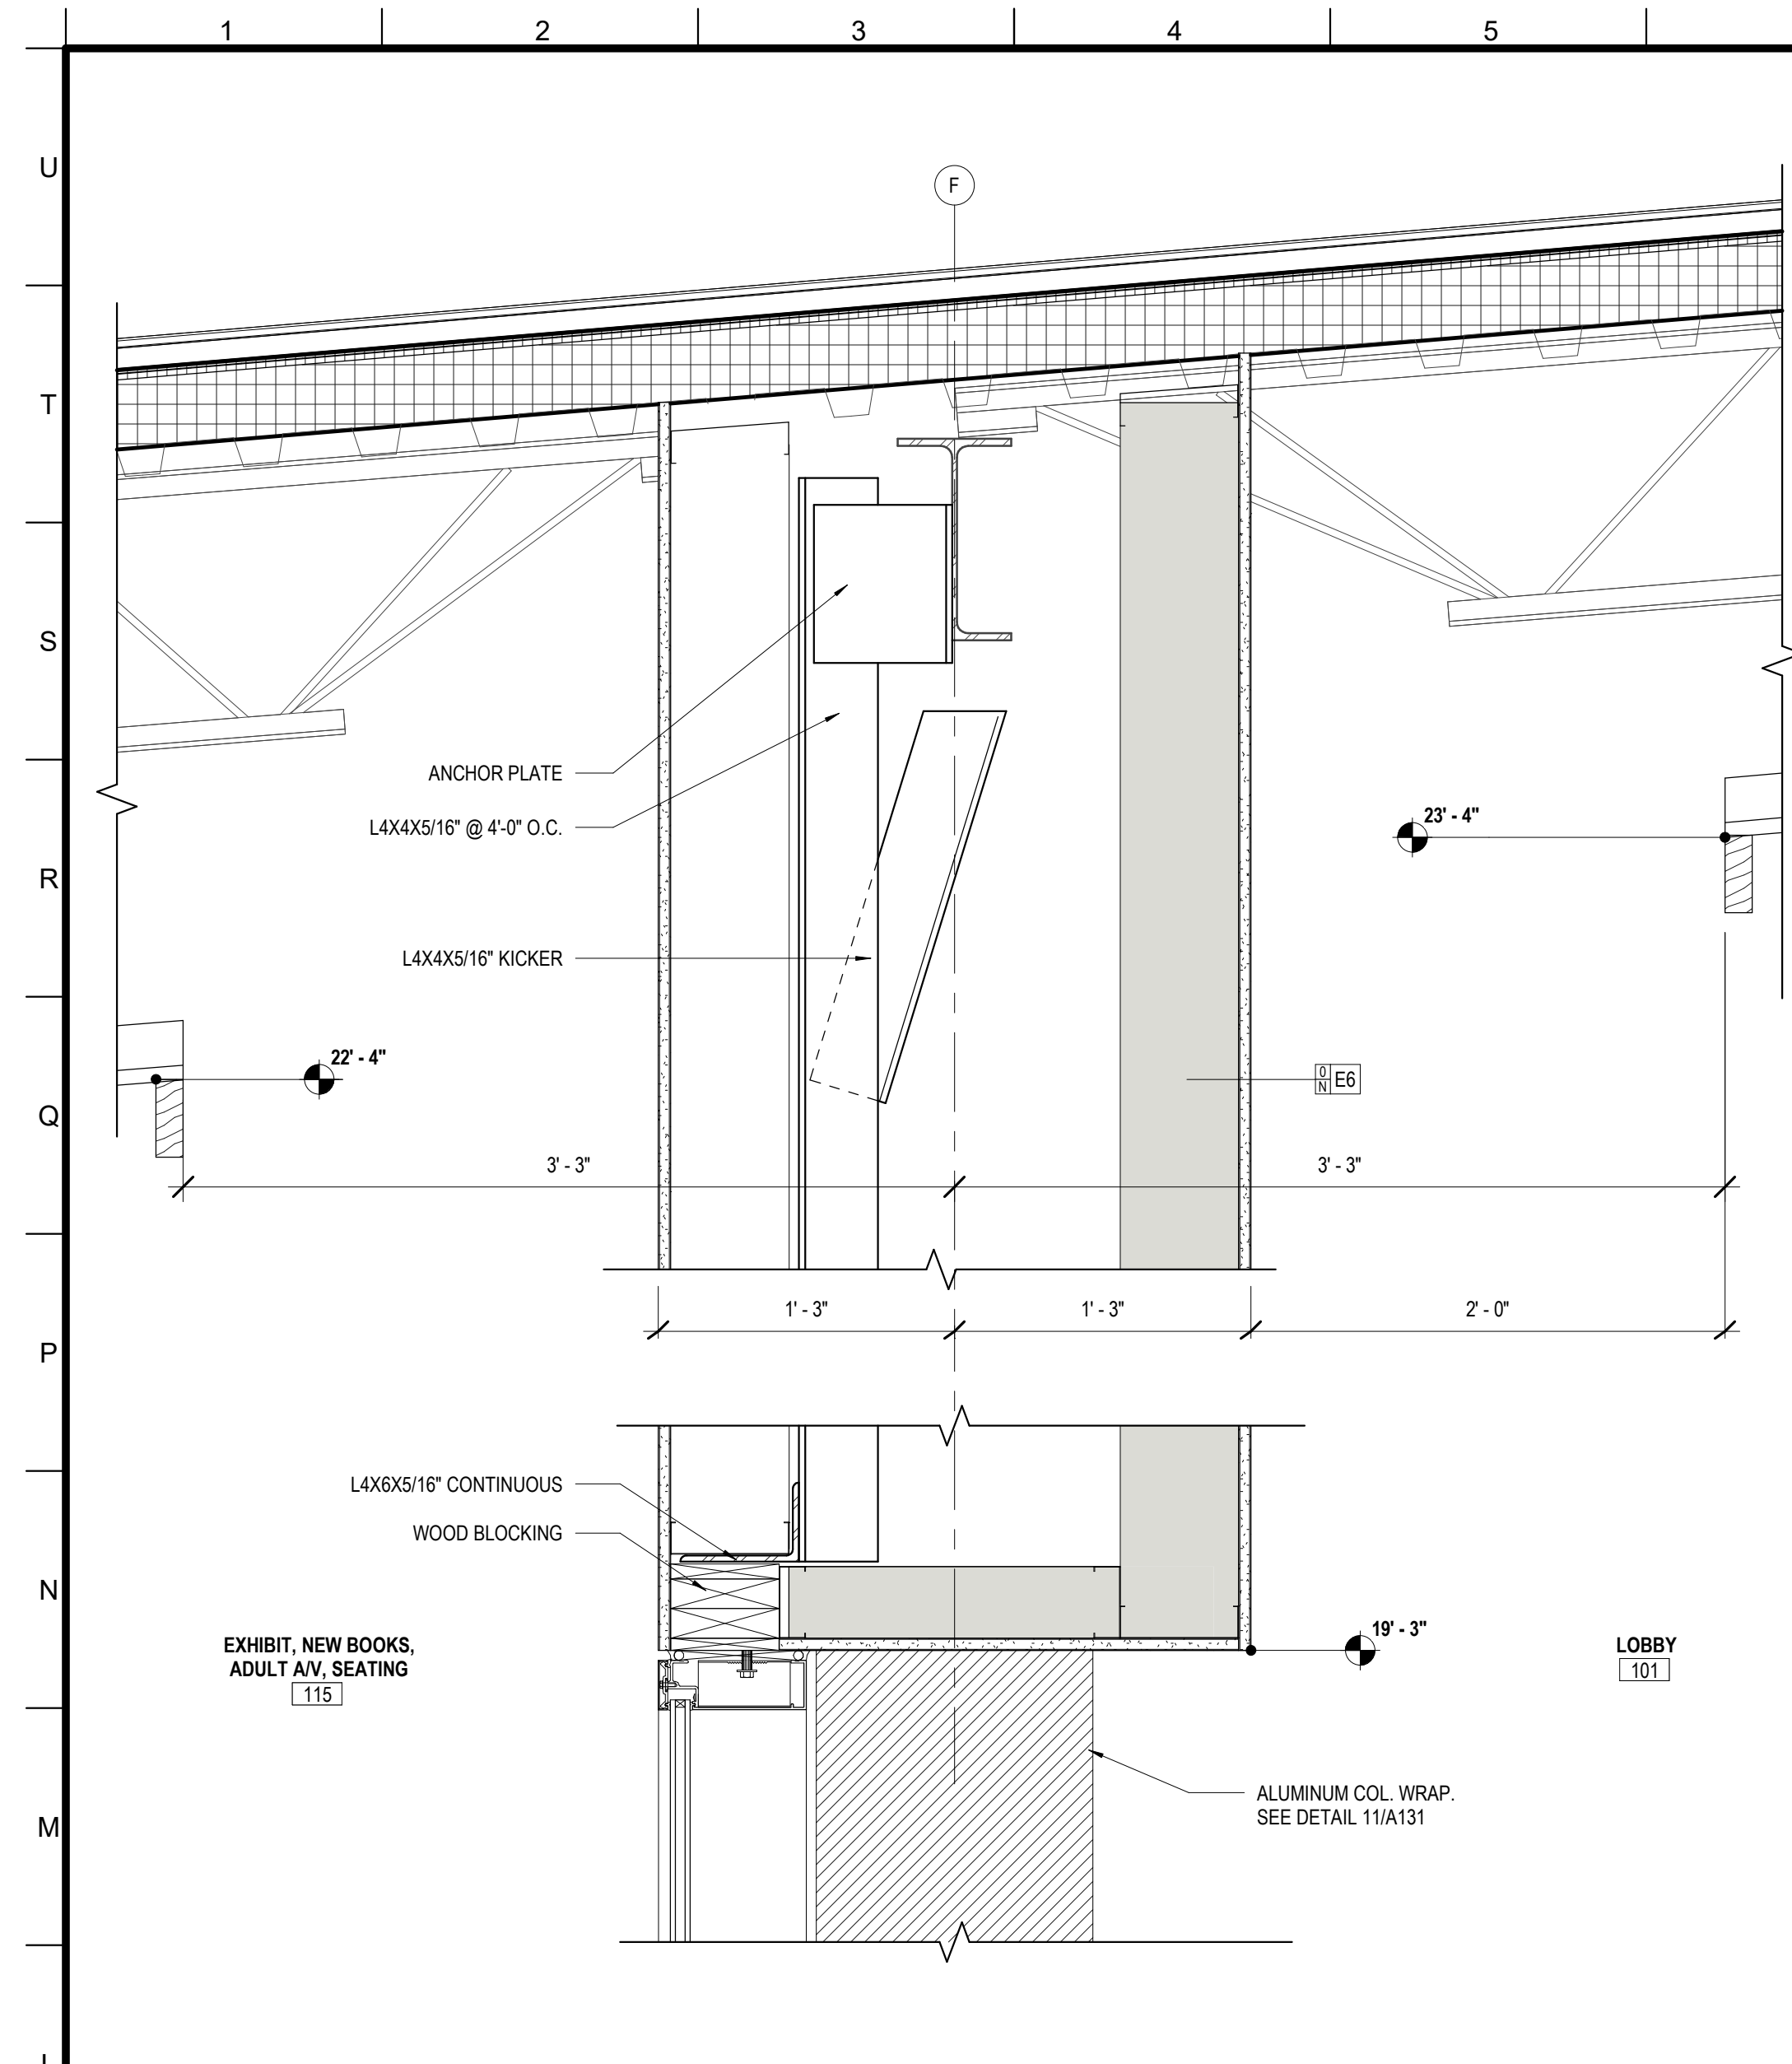 1 2 3 4 5
U
F
T
S
ANCHOR PLATE
23' - 4"
L4X4X5/16" @ 4'-0" O.C.
R
L4X4X5/16" KICKER
22' - 4"
0
N
E6
Q
3' - 3" 3' - 3"
1' - 3" 1' - 3" 2' - 0"
P
L4X6X5/16" CONTINUOUS
WOOD BLOCKING
N
19' - 3"
EXHIBIT, NEW BOOKS,
ADULT A/V, SEATING
115
LOBBY
101
ALUMINUM COL. WRAP.
SEE DETAIL 11/A131
M